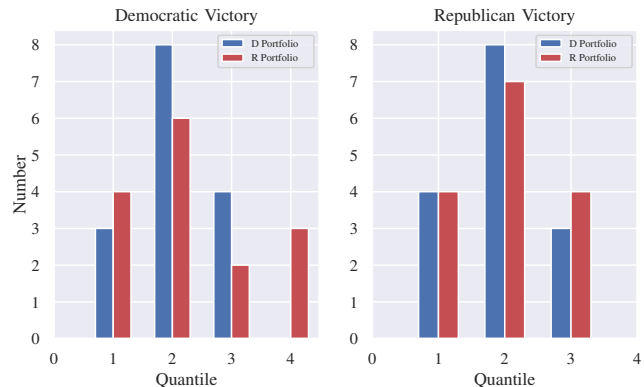 Democratic Victory
8
7
6
5
4
3
2
1
0
Number
0 1 2 3 4
Quantile
D Portfolio
R Portfolio
Republican Victory
8
7
6
5
4
3
2
1
0
0 1 2 3 4
Quantile
D Portfolio
R Portfolio